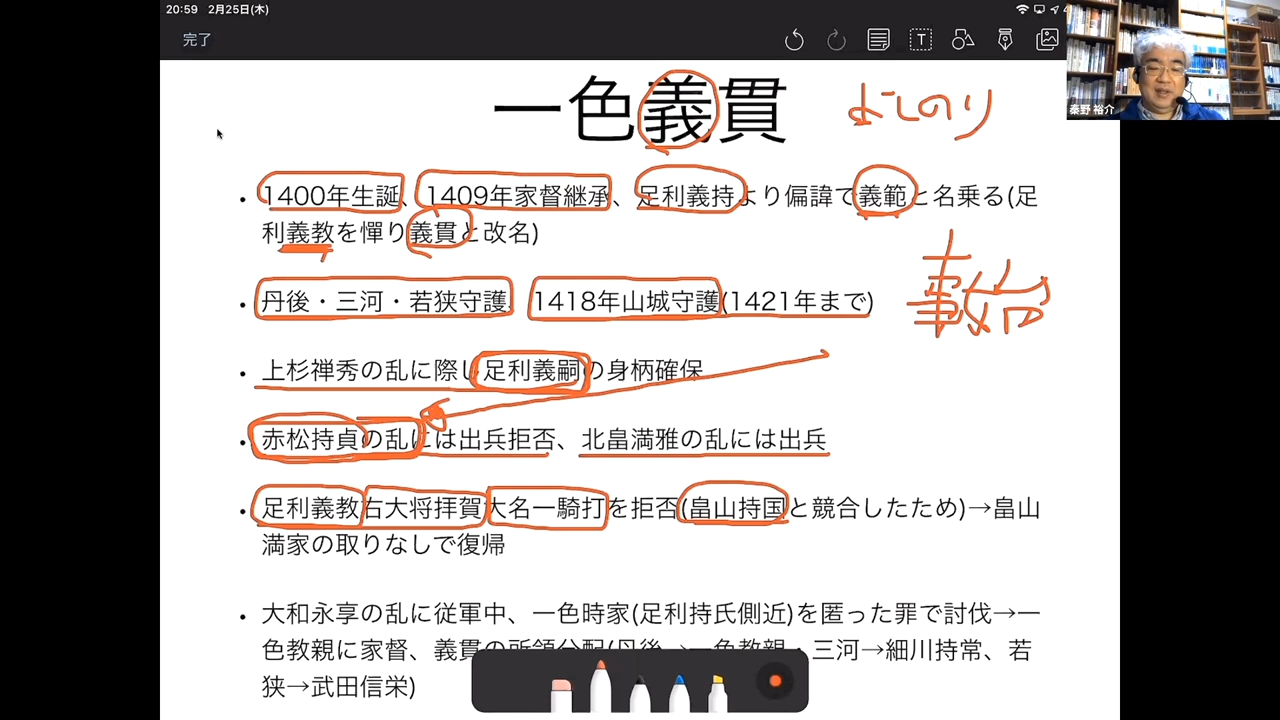 20:59 2月25日(木)
完了
秦野 裕介
一色義貫
よしのり
• 1400年生誕、1409年家督継承、足利義持より偏諱で義範と名乗る(足
利義教を憚り義貫と改名)
• 丹後・三河・若狭守護、1418年山城守護(1421年まで)
• 上杉禅秀の乱に際し足利義嗣の身柄確保
• 赤松持貞の乱には出兵拒否、北畠満雅の乱には出兵
• 足利義教右大将拝賀大名一騎打を拒否(畠山持国と競合したため)→畠山
満家の取りなしで復帰
• 大和永享の乱に従軍中、一色時家(足利持氏側近)を匿った罪で討伐→一
色教親に家督、義貫の所領分配(丹後→一色教親・三河→細川持常、若
狭→武田信栄)